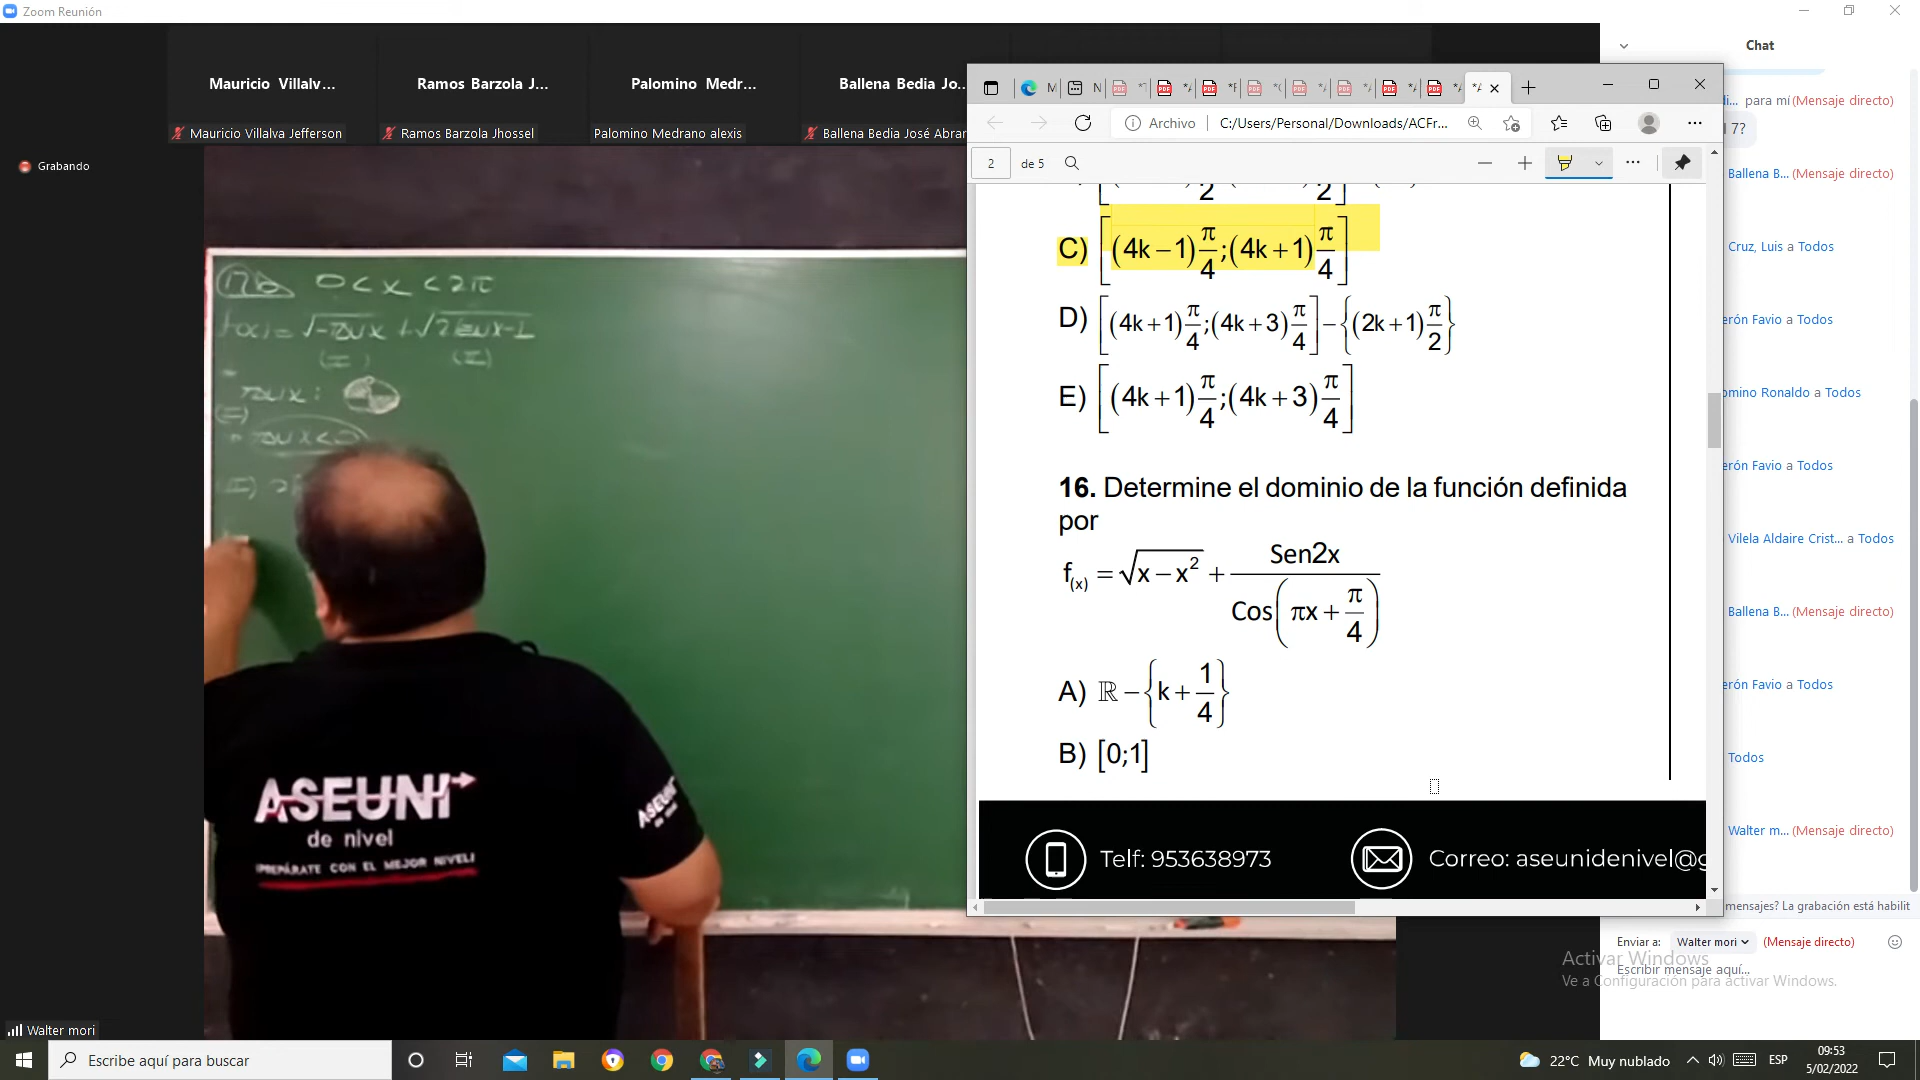 Zoom Reunión
Mauricio Villalv...
Ramos Barzola J...
Palomino Medr...
Ballena Bedia Jo...
Mauricio Villalva Jefferson
Ramos Barzola Jhossel
Palomino Medrano alexis
Ballena Bedia José Abrar
Grabando
0 < x < 2π
Archivo
C:/Users/Personal/Downloads/ACFr...
2 de 5
C) [(4k−1)π/4;(4k+1)π/4]
D) [(4k+1)π/4;(4k+3)π/4]−{(2k+1)π/2}
E) [(4k+1)π/4;(4k+3)π/4]
16. Determine el dominio de la función definida
por
f(x) = √(x−x²) + Sen2x / Cos(πx+π/4)
A) ℝ−{k+1/4}
B) [0;1]
Telf: 953638973
Correo: aseunidenivel@g
ASEUNI
de nivel
¡PREPÁRATE CON EL MEJOR NIVEL!
ASEUNI
de nivel
Chat
para mí (Mensaje directo)
7?
Ballena B... (Mensaje directo)
Cruz, Luis a Todos
erón Favio a Todos
omino Ronaldo a Todos
erón Favio a Todos
Vilela Aldaire Crist... a Todos
Ballena B... (Mensaje directo)
erón Favio a Todos
Todos
Walter m... (Mensaje directo)
mensajes? La grabación está habilit
Enviar a: Walter mori (Mensaje directo)
Escribir mensaje aquí...
Activar Windows
Ve a Configuración para activar Windows.
Walter mori
Escribe aquí para buscar
22°C Muy nublado
ESP
09:53
5/02/2022